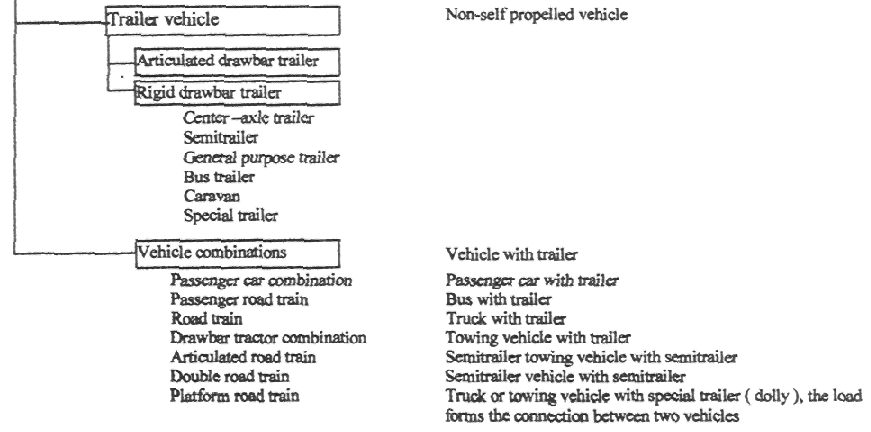 Trailer vehicle Non-self propelled vehicle
Articulated drawbar trailer
Rigid drawbar trailer
Center–axle trailer
Semitrailer
General purpose trailer
Bus trailer
Caravan
Special trailer
Vehicle combinations Vehicle with trailer
Passenger car combination Passenger car with trailer
Passenger road train Bus with trailer
Road train Truck with trailer
Drawbar tractor combination Towing vehicle with trailer
Articulated road train Semitrailer towing vehicle with semitrailer
Double road train Semitrailer vehicle with semitrailer
Platform road train Truck or towing vehicle with special trailer ( dolly ), the load
forms the connection between two vehicles